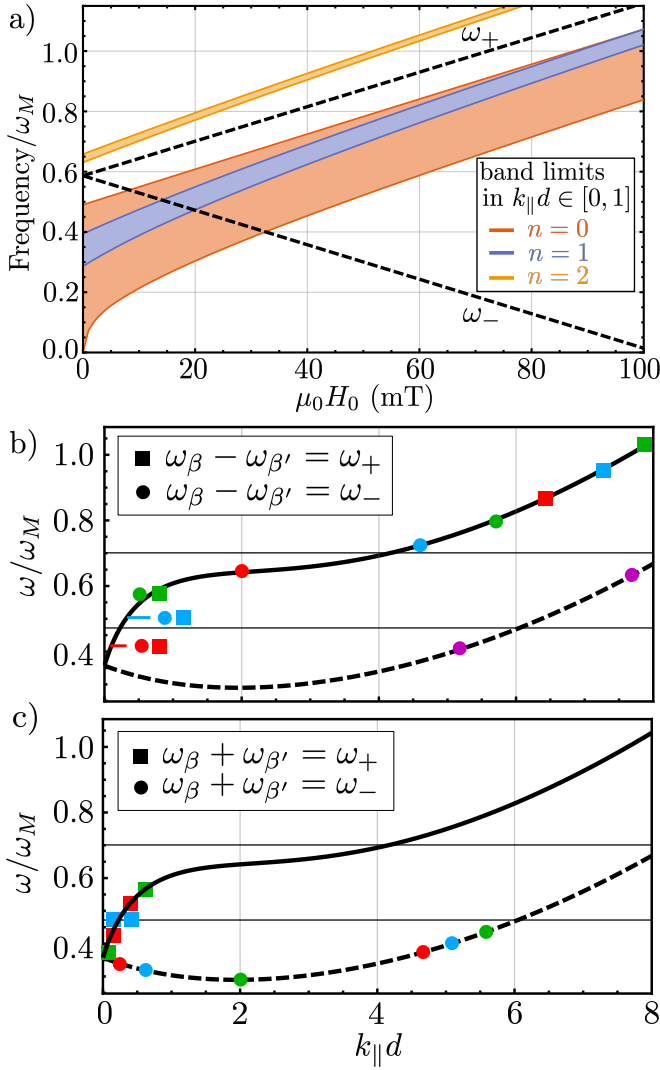 a)
Frequency/ω_M
1.0
0.8
0.6
0.4
0.2
0.0
ω_+
ω_-
band limits
in k_∥d ∈ [0, 1]
n = 0
n = 1
n = 2
0 20 40 60 80 100
μ_0H_0 (mT)
b)
ω/ω_M
1.0
0.8
0.6
0.4
ω_β − ω_β′ = ω_+
ω_β − ω_β′ = ω_-
c)
ω/ω_M
1.0
0.8
0.6
0.4
ω_β + ω_β′ = ω_+
ω_β + ω_β′ = ω_-
0 2 4 6 8
k_∥d